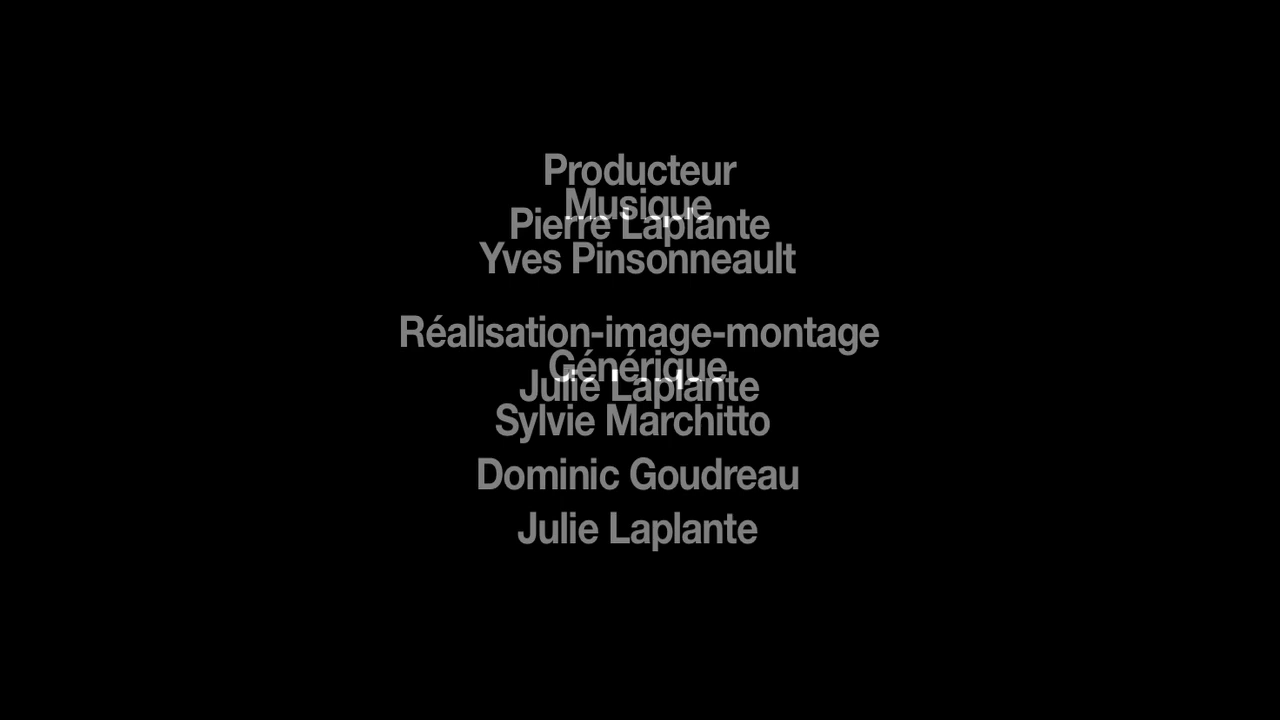 Producteur
Musique
Pierre Laplante
Yves Pinsonneault
Réalisation-image-montage
Générique
Julie Laplante
Sylvie Marchitto
Dominic Goudreau
Julie Laplante